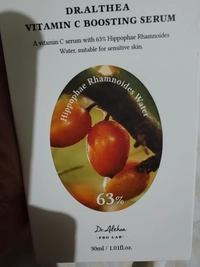 DR.ALTHEA
VITAMIN C BOOSTING SERUM
A vitamin C serum with 63% Hippophae Rhamnoides
Water, suitable for sensitive skin.
Hippophae Rhamnoides Water
63%
Dr.Althea
PRO LAB
30ml / 1.01fl.oz.